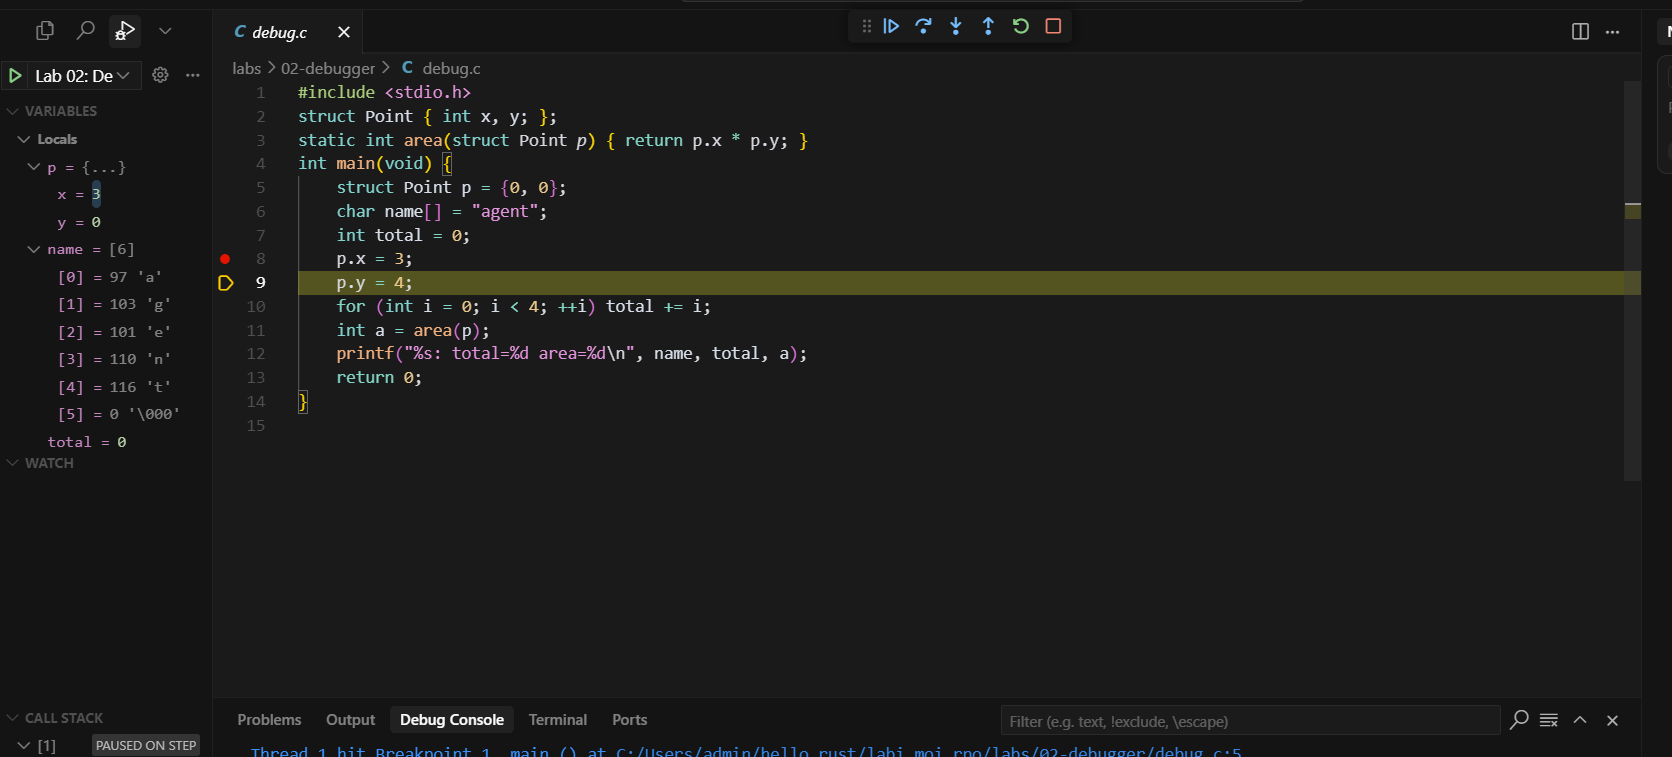 debug.c
Lab 02: De
labs > 02-debugger > C debug.c
VARIABLES
Locals
p = {...}
x = 3
y = 0
name = [6]
[0] = 97 'a'
[1] = 103 'g'
[2] = 101 'e'
[3] = 110 'n'
[4] = 116 't'
[5] = 0 '\000'
total = 0
WATCH
CALL STACK
[1] PAUSED ON STEP
1 #include <stdio.h>
2 struct Point { int x, y; };
3 static int area(struct Point p) { return p.x * p.y; }
4 int main(void) {
5     struct Point p = {0, 0};
6     char name[] = "agent";
7     int total = 0;
8     p.x = 3;
9     p.y = 4;
10     for (int i = 0; i < 4; ++i) total += i;
11     int a = area(p);
12     printf("%s: total=%d area=%d\n", name, total, a);
13     return 0;
14 }
15
Problems Output Debug Console Terminal Ports
Filter (e.g. text, !exclude, \escape)
Thread 1 hit Breakpoint 1, main () at C:/Users/admin/hello_rust/labi_moi_rpo/labs/02-debugger/debug.c:5